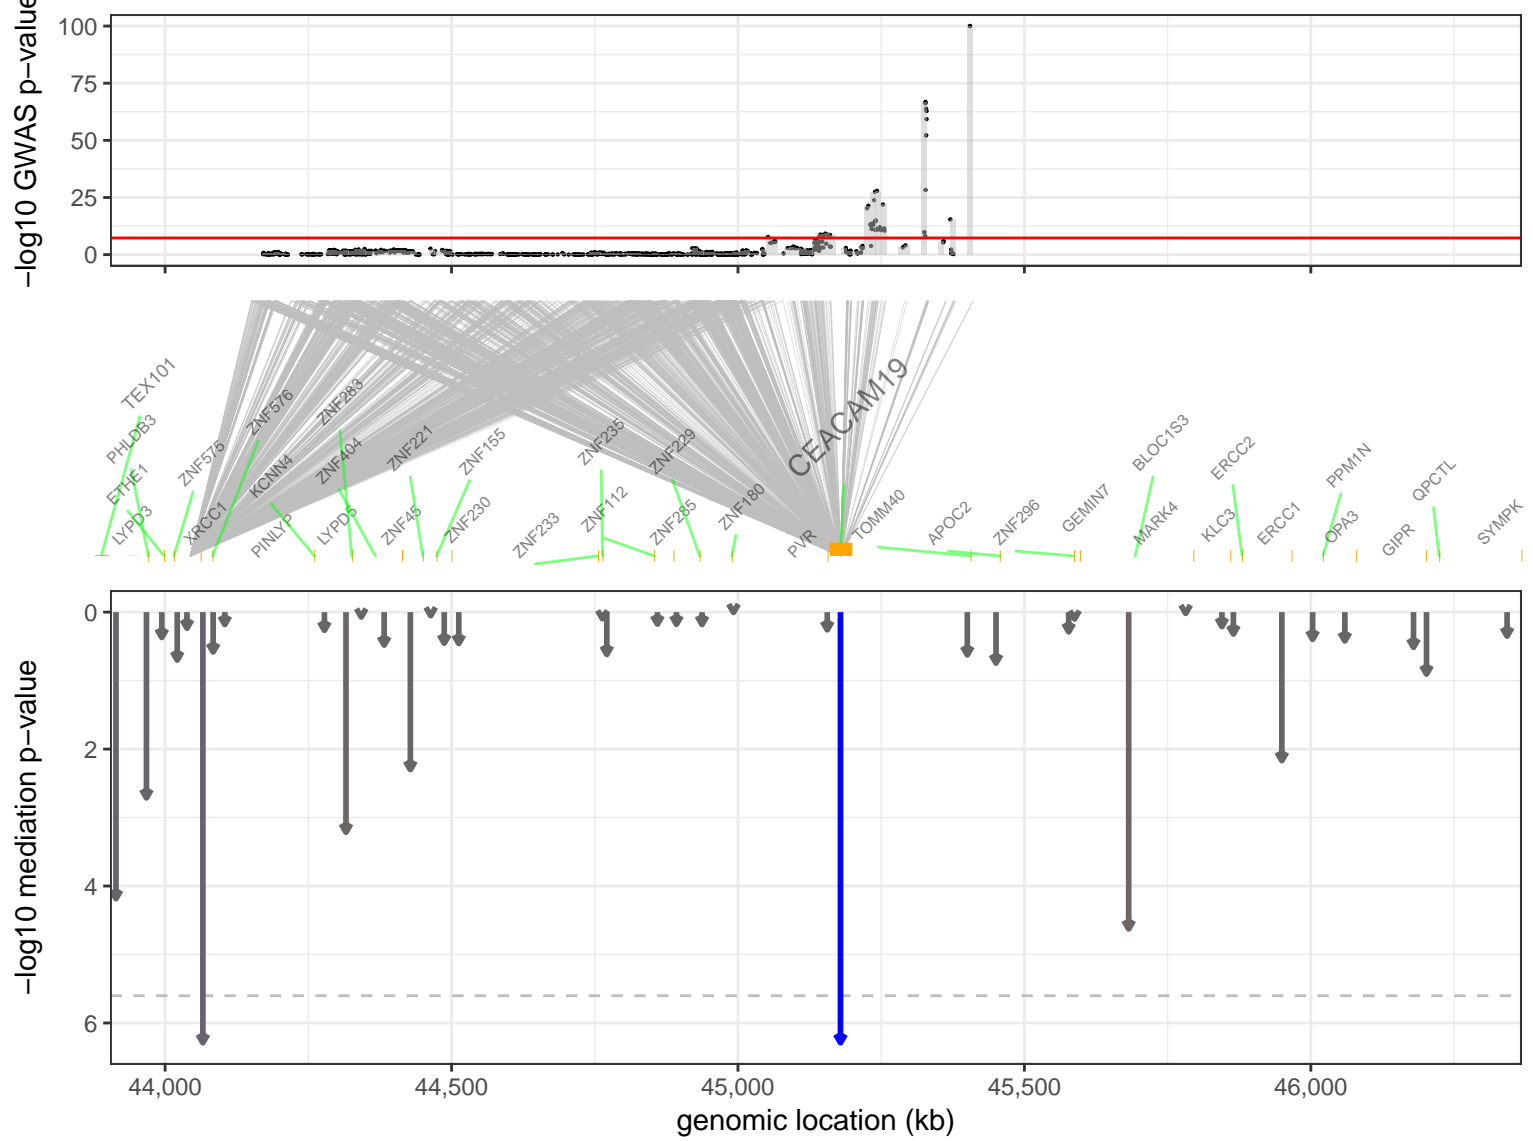 −log10 GWAS p−value
100
75
50
25
0
TEX101
PHLDB3
ETHE1
LYPD3
ZNF575
XRCC1
ZNF576
KCNN4
PINLYP
ZNF283
ZNF404
LYPD5
ZNF221
ZNF45
ZNF155
ZNF230
ZNF233
ZNF235
ZNF112
ZNF229
ZNF285
ZNF180
PVR
CEACAM19
TOMM40
APOC2
ZNF296
GEMIN7
BLOC1S3
MARK4
ERCC2
KLC3
ERCC1
PPM1N
OPA3
GIPR
QPCTL
SYMPK
−log10 mediation p−value
0
2
4
6
44,000
44,500
45,000
45,500
46,000
genomic location (kb)